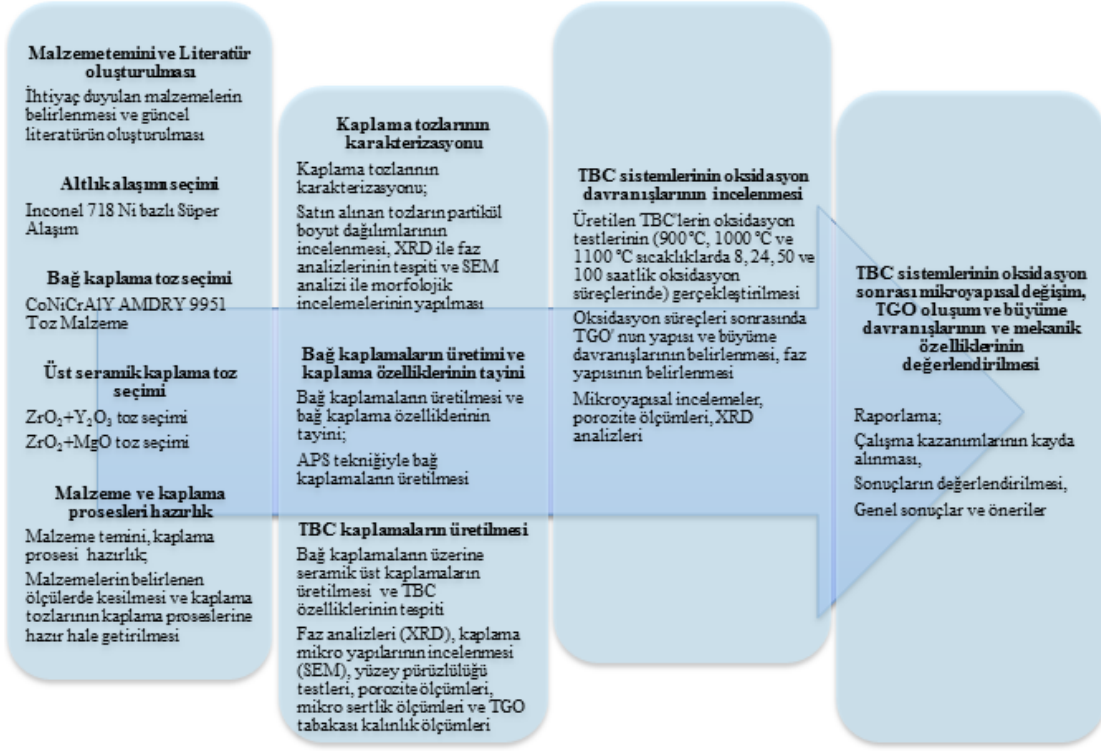 Malzeme temini ve Literatür
oluşturulması
İhtiyaç duyulan malzemelerin
belirlenmesi ve güncel
literatürün oluşturulması
Altlık alaşımı seçimi
Inconel 718 Ni bazlı Süper
Alaşım
Bağ kaplama toz seçimi
CoNiCrAlY AMDRY 9951
Toz Malzeme
Üst seramik kaplama toz
seçimi
ZrO₂+Y₂O₃ toz seçimi
ZrO₂+MgO toz seçimi
Malzeme ve kaplama
prosesleri hazırlık
Malzeme temini, kaplama
prosesi hazırlık;
Malzemelerin belirlenen
ölçülerde kesilmesi ve kaplama
tozlarının kaplama proseslerine
hazır hale getirilmesi
Kaplama tozlarının
karakterizasyonu
Kaplama tozlarının
karakterizasyonu;
Satın alınan tozların partikül
boyut dağılımlarının
incelenmesi, XRD ile faz
analizlerinin tespiti ve SEM
analizi ile morfolojik
incelemelerinin yapılması
Bağ kaplamaların üretimi ve
kaplama özelliklerinin tayini
Bağ kaplamaların üretilmesi ve
bağ kaplama özelliklerinin
tayini;
APS tekniğiyle bağ
kaplamaların üretilmesi
TBC kaplamaların üretilmesi
Bağ kaplamaların üzerine
seramik üst kaplamaların
üretilmesi ve TBC
özelliklerinin tespiti
Faz analizleri (XRD), kaplama
mikro yapılarının incelenmesi
(SEM), yüzey pürüzlülüğü
testleri, porozite ölçümleri,
mikro sertlik ölçümleri ve TGO
tabakası kalınlık ölçümleri
TBC sistemlerinin oksidasyon
davranışlarının incelenmesi
Üretilen TBC'lerin oksidasyon
testlerinin (900 °C, 1000 °C ve
1100 °C sıcaklıklarda 8, 24, 50 ve
100 saatlik oksidasyon
süreçlerinde) gerçekleştirilmesi
Oksidasyon süreçleri sonrasında
TGO' nun yapısı ve büyüme
davranışlarının belirlenmesi, faz
yapısının belirlenmesi
Mikroyapısal incelemeler,
porozite ölçümleri, XRD
analizleri
TBC sistemlerinin oksidasyon
sonrası mikroyapısal değişim,
TGO oluşum ve büyüme
davranışlarının ve mekanik
özelliklerinin
değerlendirilmesi
Raporlama;
Çalışma kazanımlarının kayda
alınması,
Sonuçların değerlendirilmesi,
Genel sonuçlar ve öneriler